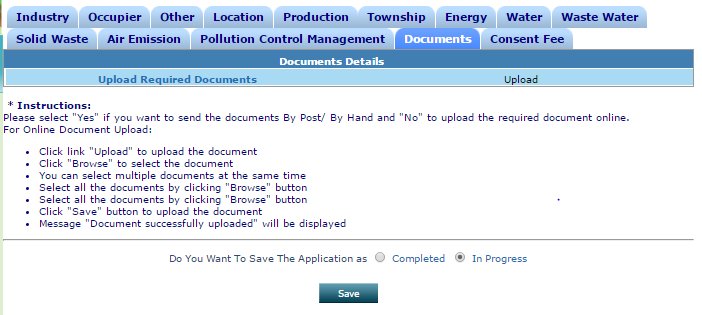 Industry Occupier Other Location Production Township Energy Water Waste Water
Solid Waste Air Emission Pollution Control Management Documents Consent Fee
Documents Details
Upload Required Documents Upload
* Instructions:
Please select "Yes" if you want to send the documents By Post/ By Hand and "No" to upload the required document online.
For Online Document Upload:
• Click link "Upload" to upload the document
• Click "Browse" to select the document
• You can select multiple documents at the same time
• Select all the documents by clicking "Browse" button
• Select all the documents by clicking "Browse" button
• Click "Save" button to upload the document
• Message "Document successfully uploaded" will be displayed
Do You Want To Save The Application as Completed In Progress
Save